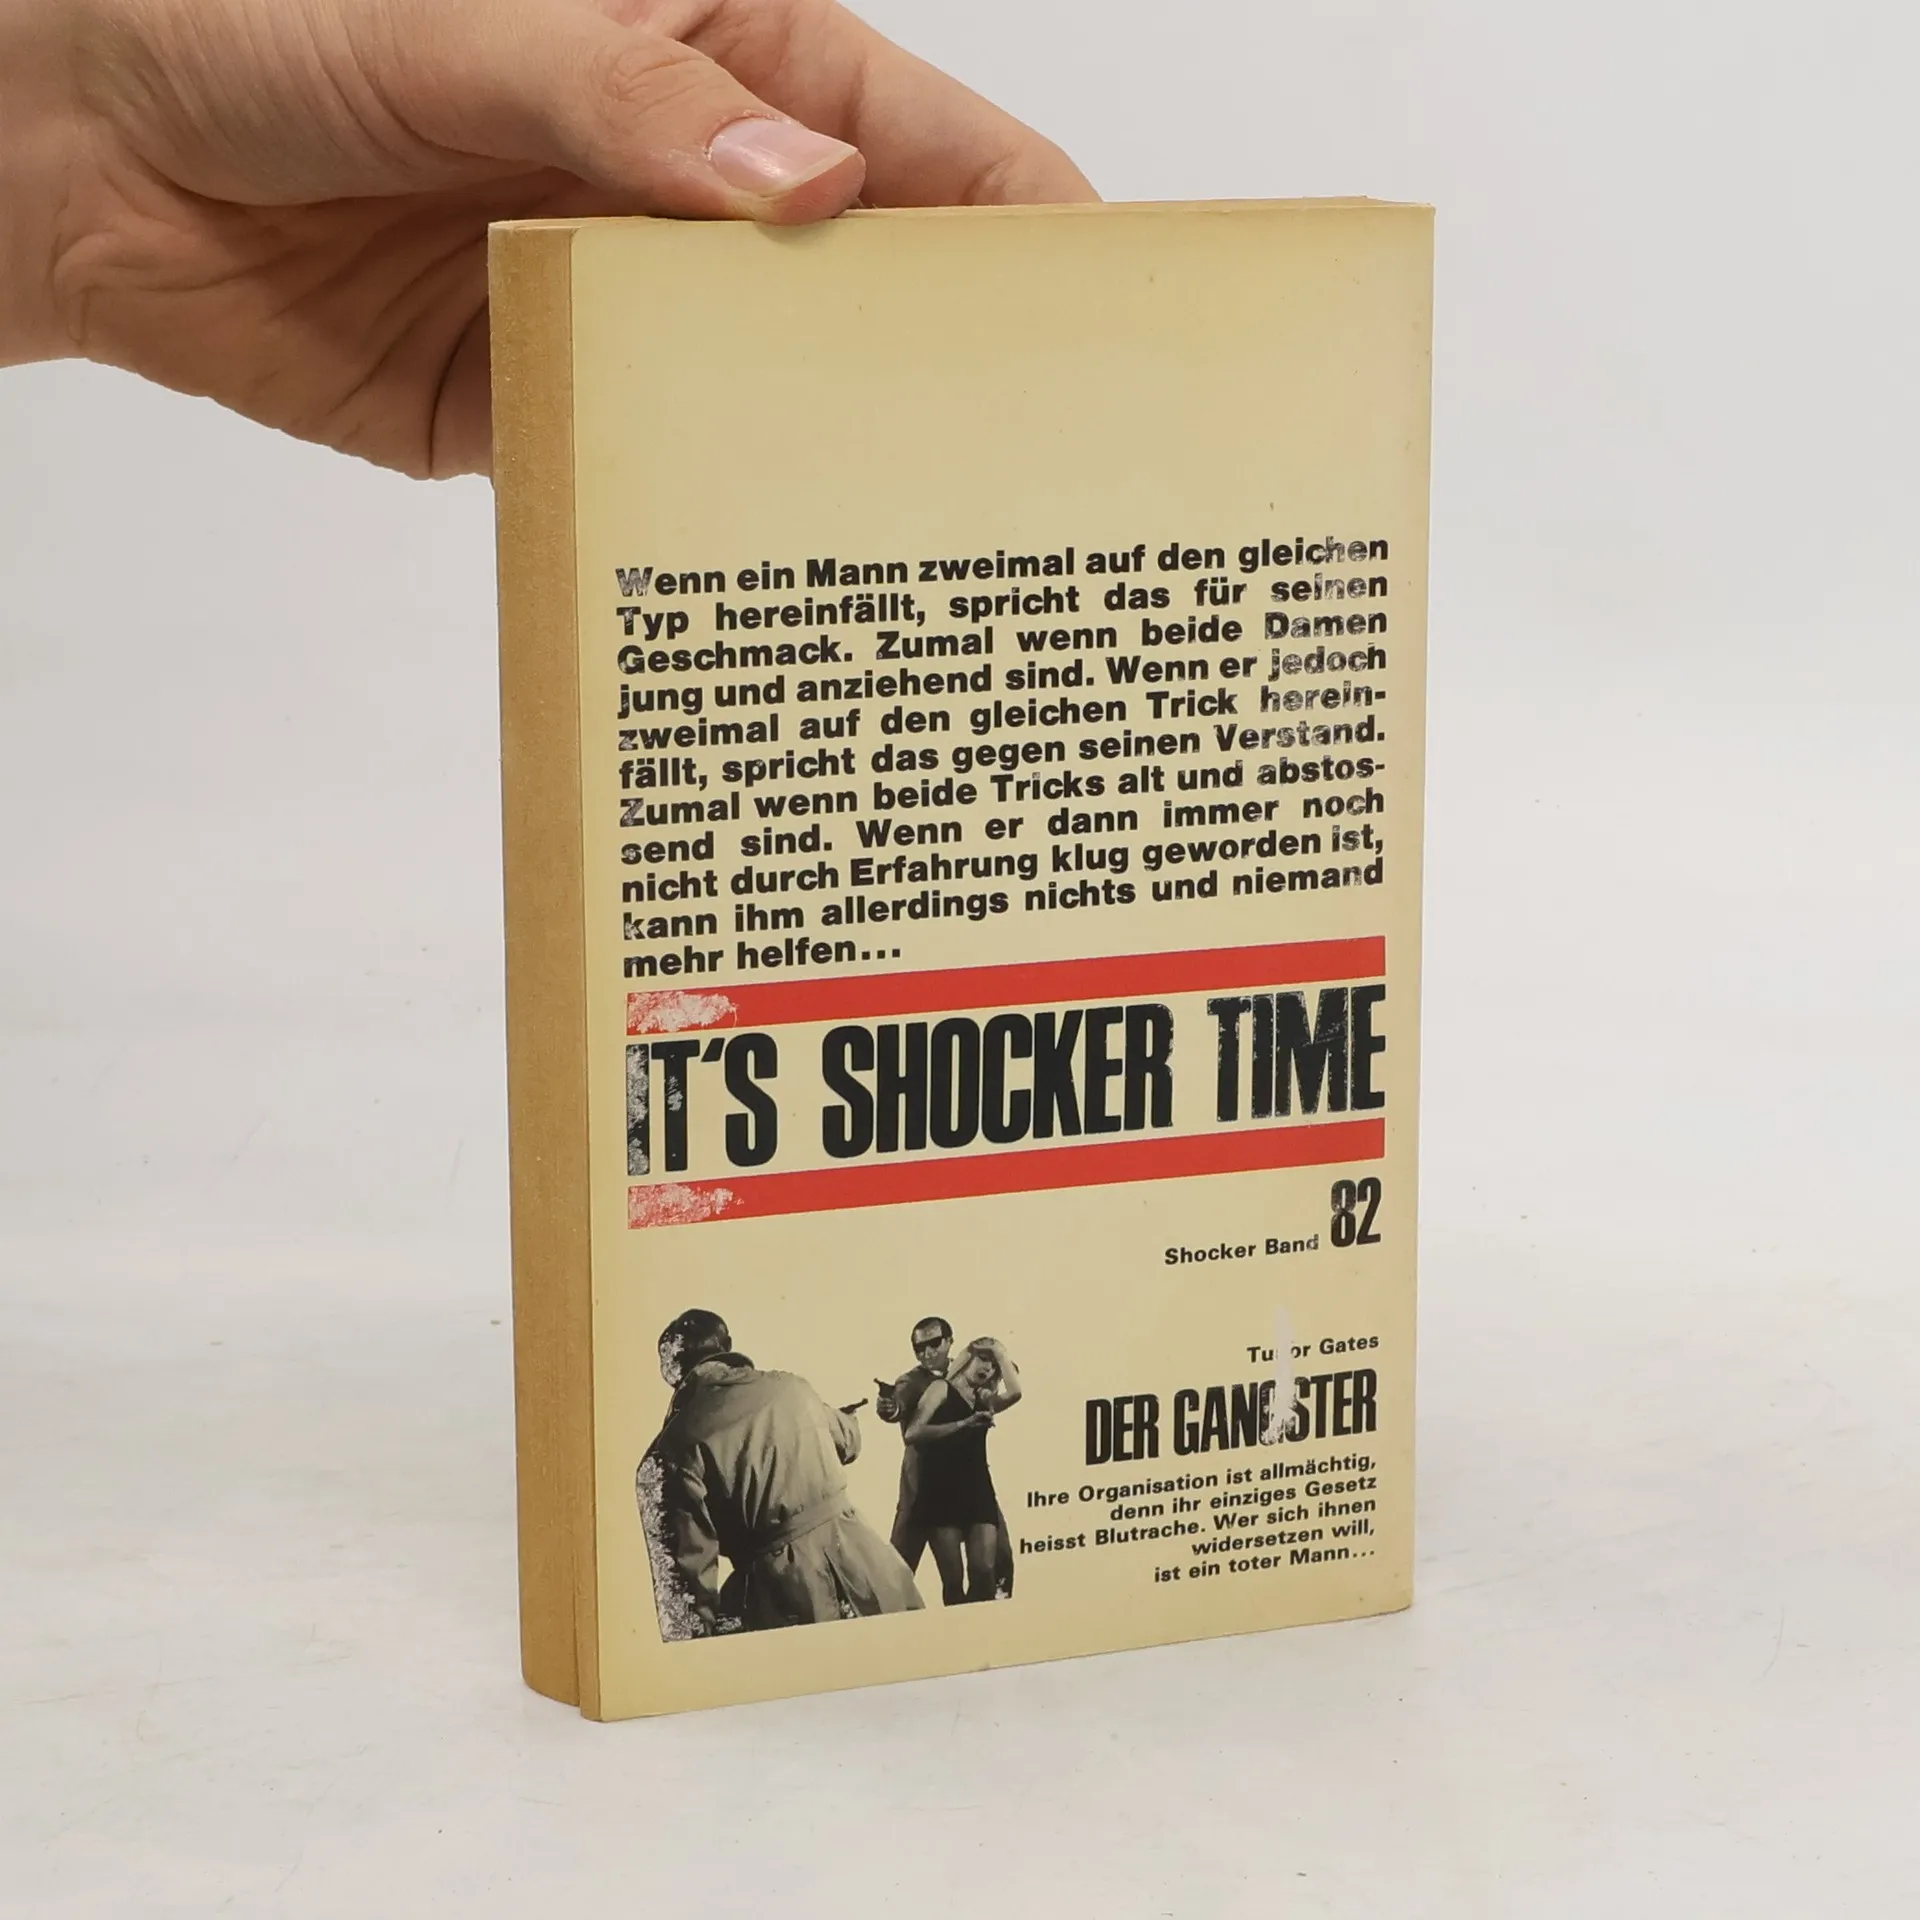 Wenn ein Mann zweimal auf den gleichen
Typ hereinfällt, spricht das für seinen
Geschmack. Zumal wenn beide Damen
jung und anziehend sind. Wenn er jedoch
zweimal auf den gleichen Trick herein-
fällt, spricht das gegen seinen Verstand.
Zumal wenn beide Tricks alt und abstos-
send sind. Wenn er dann immer noch
nicht durch Erfahrung klug geworden ist,
kann ihm allerdings nichts und niemand
mehr helfen...
IT'S SHOCKER TIME
Shocker Band 82
Gates
DER GANGSTER
Ihre Organisation ist allmächtig,
denn ihr einziges Gesetz
heisst Blutrache. Wer sich ihnen
widersetzen will,
ist ein toter Mann...